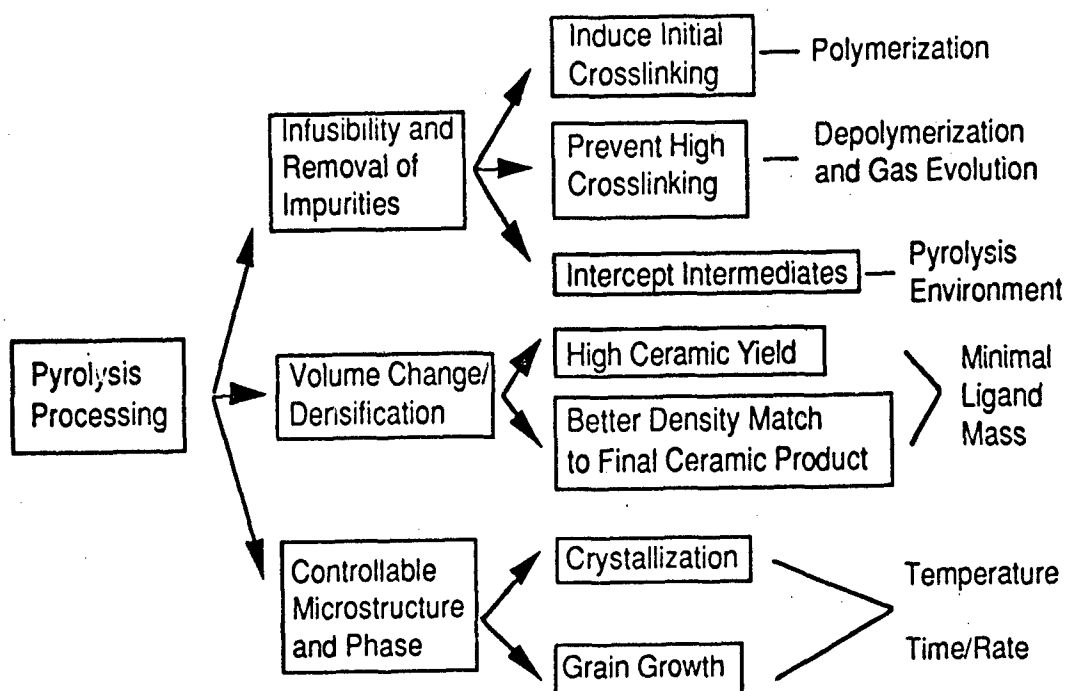 Induce Initial
Crosslinking
Polymerization
Infusibility and
Removal of
Impurities
Prevent High
Crosslinking
Depolymerization
and Gas Evolution
Intercept Intermediates
Pyrolysis
Environment
Pyrolysis
Processing
Volume Change/
Densification
High Ceramic Yield
Better Density Match
to Final Ceramic Product
Minimal
Ligand
Mass
Controllable
Microstructure
and Phase
Crystallization
Grain Growth
Temperature
Time/Rate